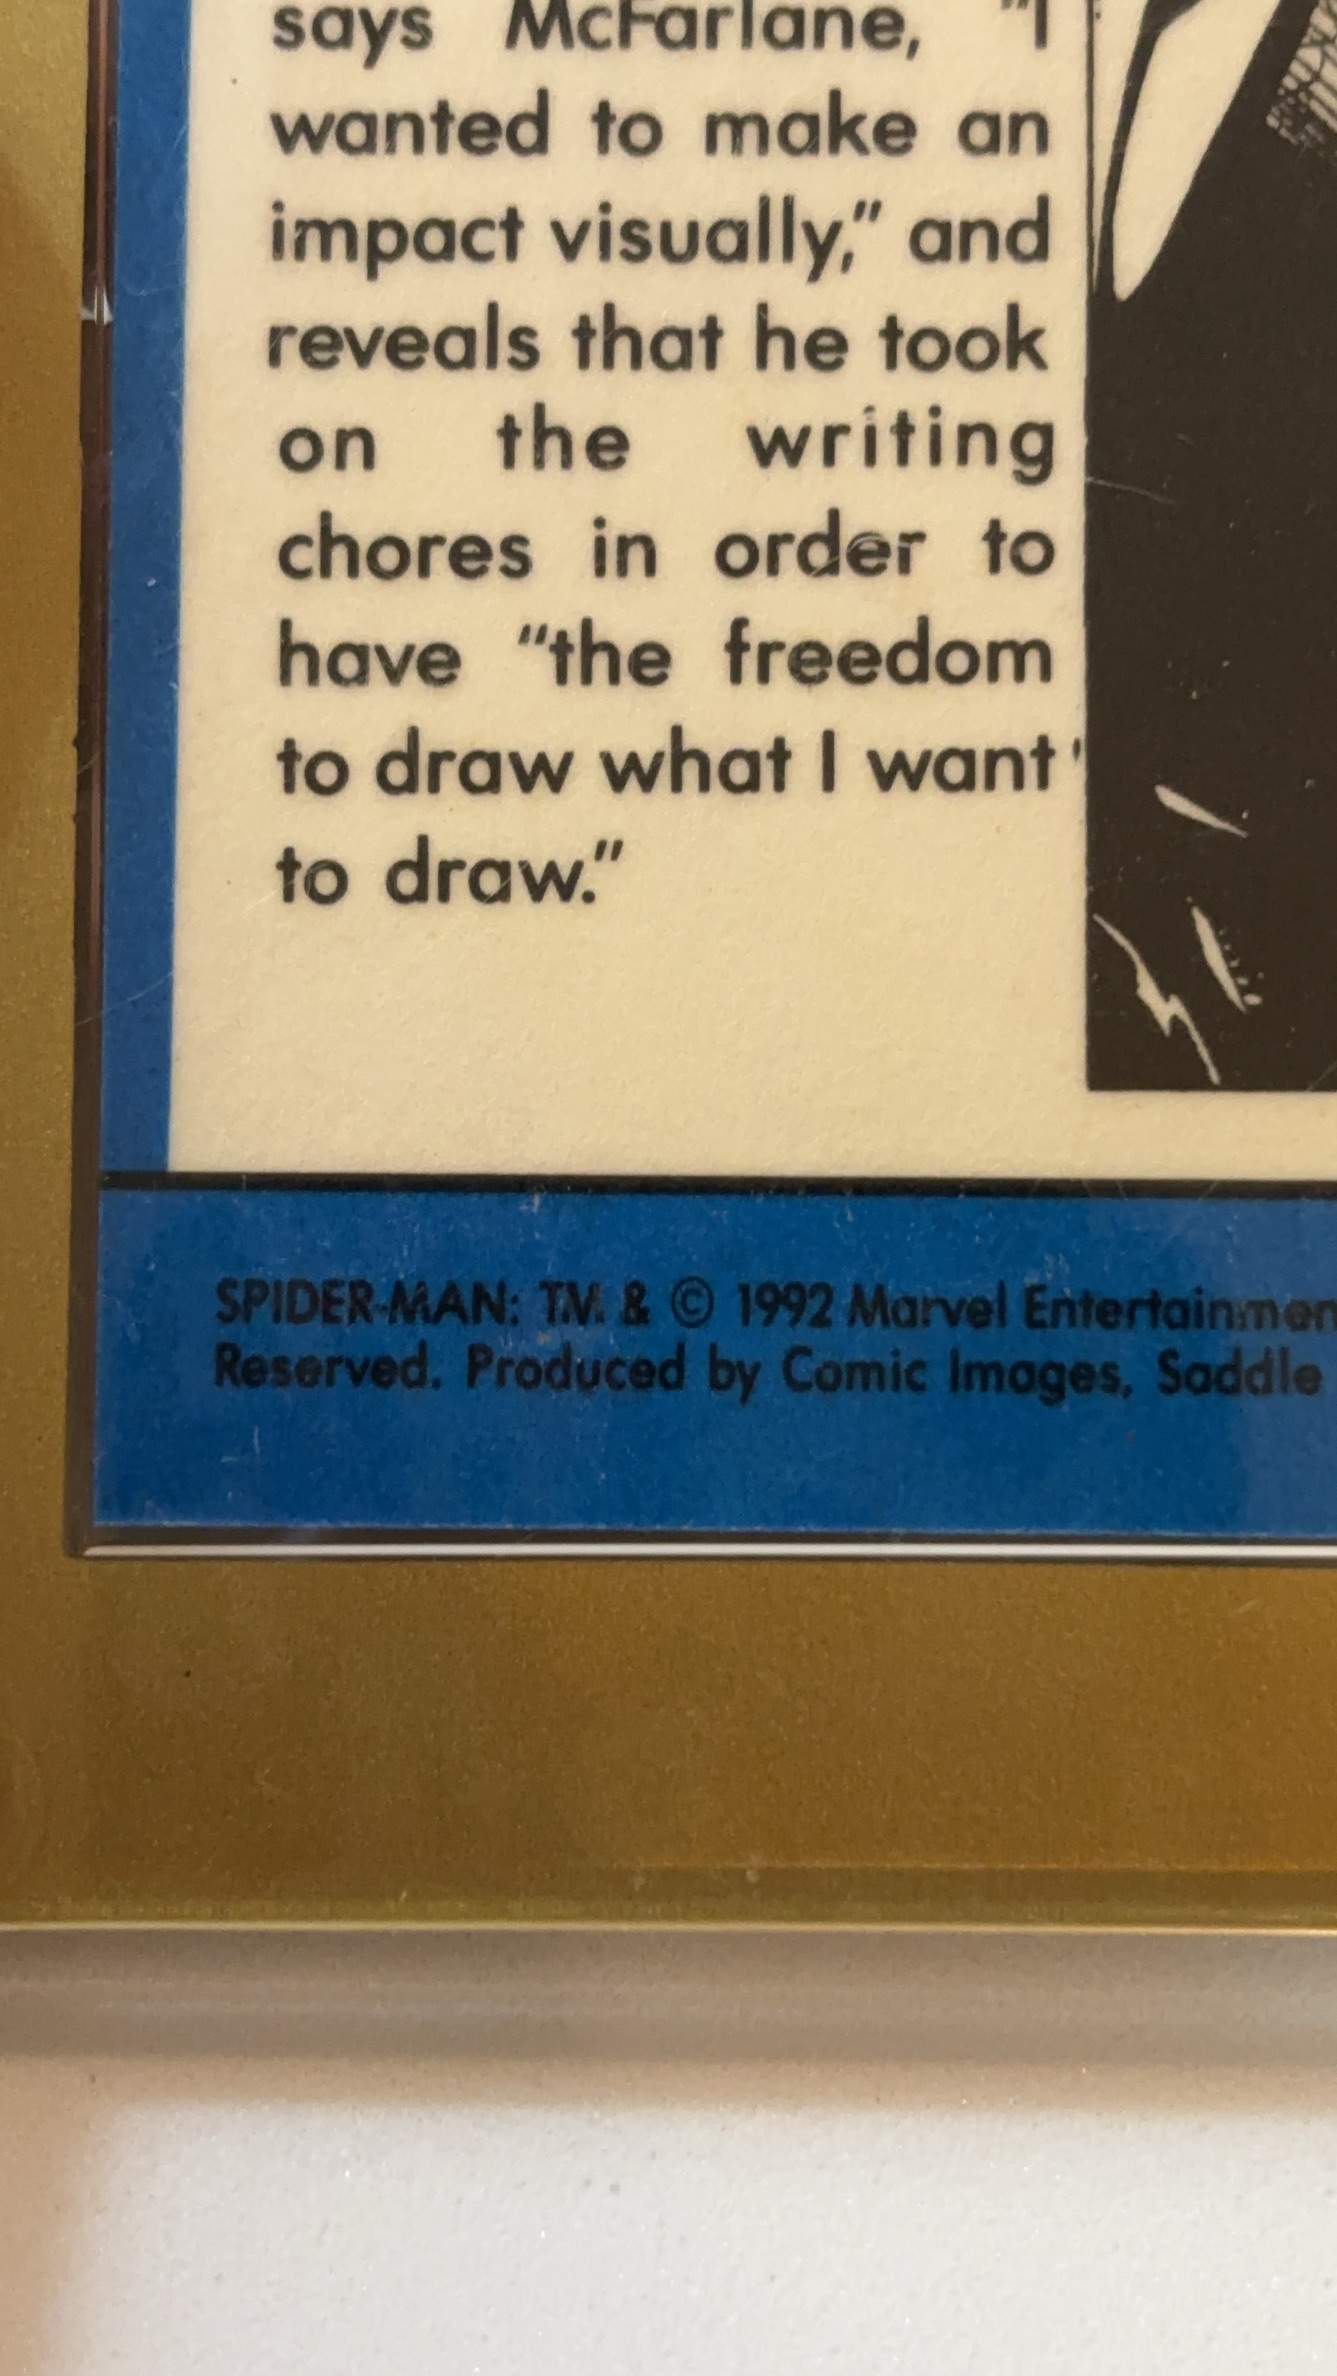 says McFarlane, "I
wanted to make an
impact visually," and
reveals that he took
on the writing
chores in order to
have "the freedom
to draw what I want
to draw."
SPIDER-MAN: T.M. & © 1992 Marvel Entertainmen
Reserved. Produced by Comic Images, Saddle